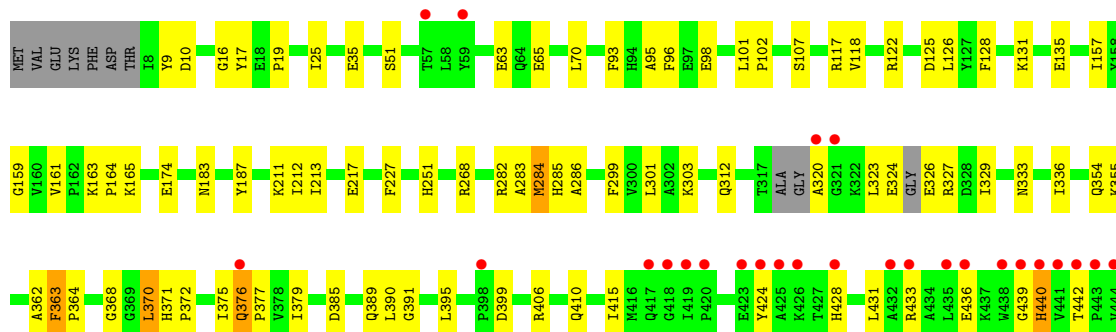 MET VAL GLU LYS PHE ASP THR I8 Y9 D10 G16 Y17 E18 P19 I25 E35 S51 T57 L58 Y59 E63 Q64 E65 L70 F93 H94 A95 F96 E97 E98 L101 P102 S107 R117 V118 R122 D125 L126 Y127 F128 K131 E135 I157 Y158
G159 V160 V161 P162 K163 P164 K165 E174 N183 Y187 K211 I212 I213 E217 F227 H251 R268 R282 A283 M284 H285 A286 F299 V300 L301 A302 K303 Q312 T317 ALA GLY A320 G321 K322 L323 E324 GLY E326 R327 D328 I329 N333 I336 Q354 K355
A362 F363 P364 G368 G369 L370 H371 P372 I375 Q376 P377 V378 I379 D385 Q389 L390 G391 L395 P398 D399 R406 Q410 I415 M416 Q417 G418 I419 P420 E423 Y424 A425 K426 T427 H428 L431 A432 R433 A434 L435 E436 K437 W438 G439 H440 V441 T442 P443 V444